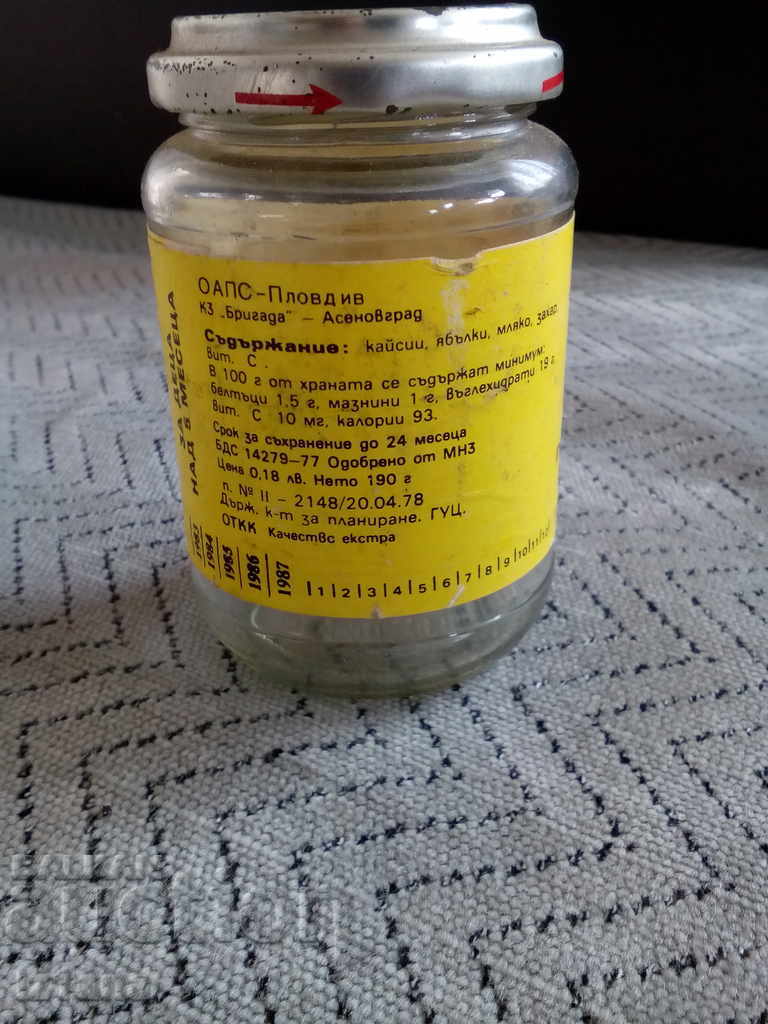 ОАПС-Пловдив
КЗ „Бригада" - Асеновград
Съдържание: кайсии, ябълки, мляко, захар,
Вит. С.
В 100 г от храната се съдържат минимум:
белтъци 1,5 г, мазнини 1 г, въглехидрати 19 г,
Вит. С 10 мг, калории 93.
Срок за съхранение до 24 месеца
БДС 14279-77 Одобрено от МНЗ
Цена 0,18 лв. Нето 190 г
п. № II - 2148/20.04.78
Държ. к-т за планиране. ГУЦ.
ОТКК Качество екстра
ЗА ДЕЦА
НАД 5 МЕСЕЦА
1983
1984
1985
1986
1987
1 2 3 4 5 6 7 8 9 10 11 12